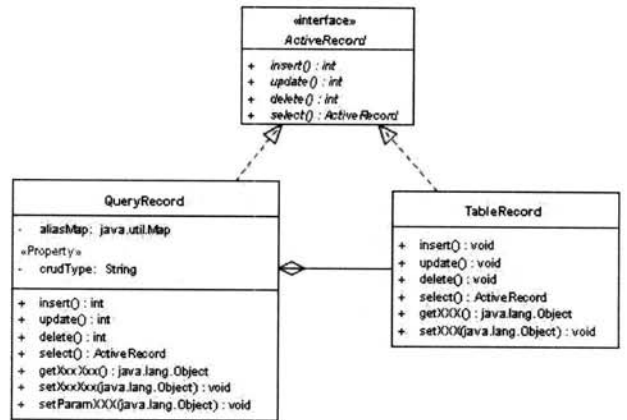 «interface»
ActiveRecord
+ insert() : int
+ update() : int
+ delete() : int
+ select() : ActiveRecord
QueryRecord
- aliasMap: java.util.Map
«Property»
- crudType: String
+ insert() : int
+ update() : int
+ delete() : int
+ select() : ActiveRecord
+ getXxxXxx() : java.lang.Object
+ setXxxXxx(java.lang.Object) : void
+ setParamXXX(java.lang.Object) : void
TableRecord
+ insert() : void
+ update() : void
+ delete() : void
+ select() : ActiveRecord
+ getXXX() : java.lang.Object
+ setXXX(java.lang.Object) : void